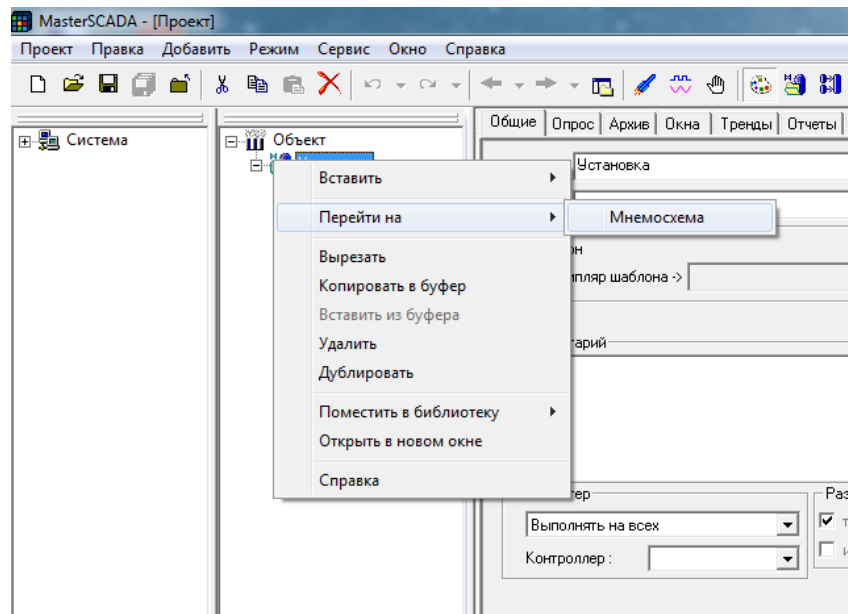 MasterSCADA - [Проект]
Проект Правка Добавить Режим Сервис Окно Справка
Общие Опрос Архив Окна Тренды Отчеты
Система
Объект
Установка
Вставить
Перейти на
Мнемосхема
Вырезать
Копировать в буфер
Вставить из буфера
Удалить
Дублировать
Поместить в библиотеку
Открыть в новом окне
Справка
пляр шаблона ->
тарий
тер
Раз
Выполнять на всех
Контроллер :